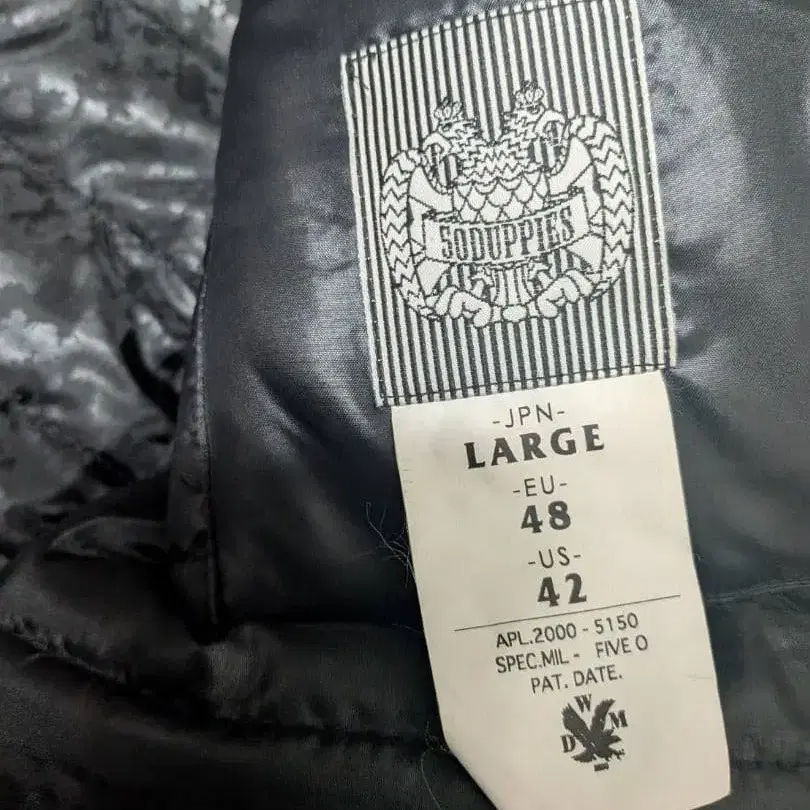 SODUPPIES
-JPN-
LARGE
-EU-
48
-US-
42
APL.2000 - 5150
SPEC.MIL - FIVE O
PAT. DATE.
W
D M